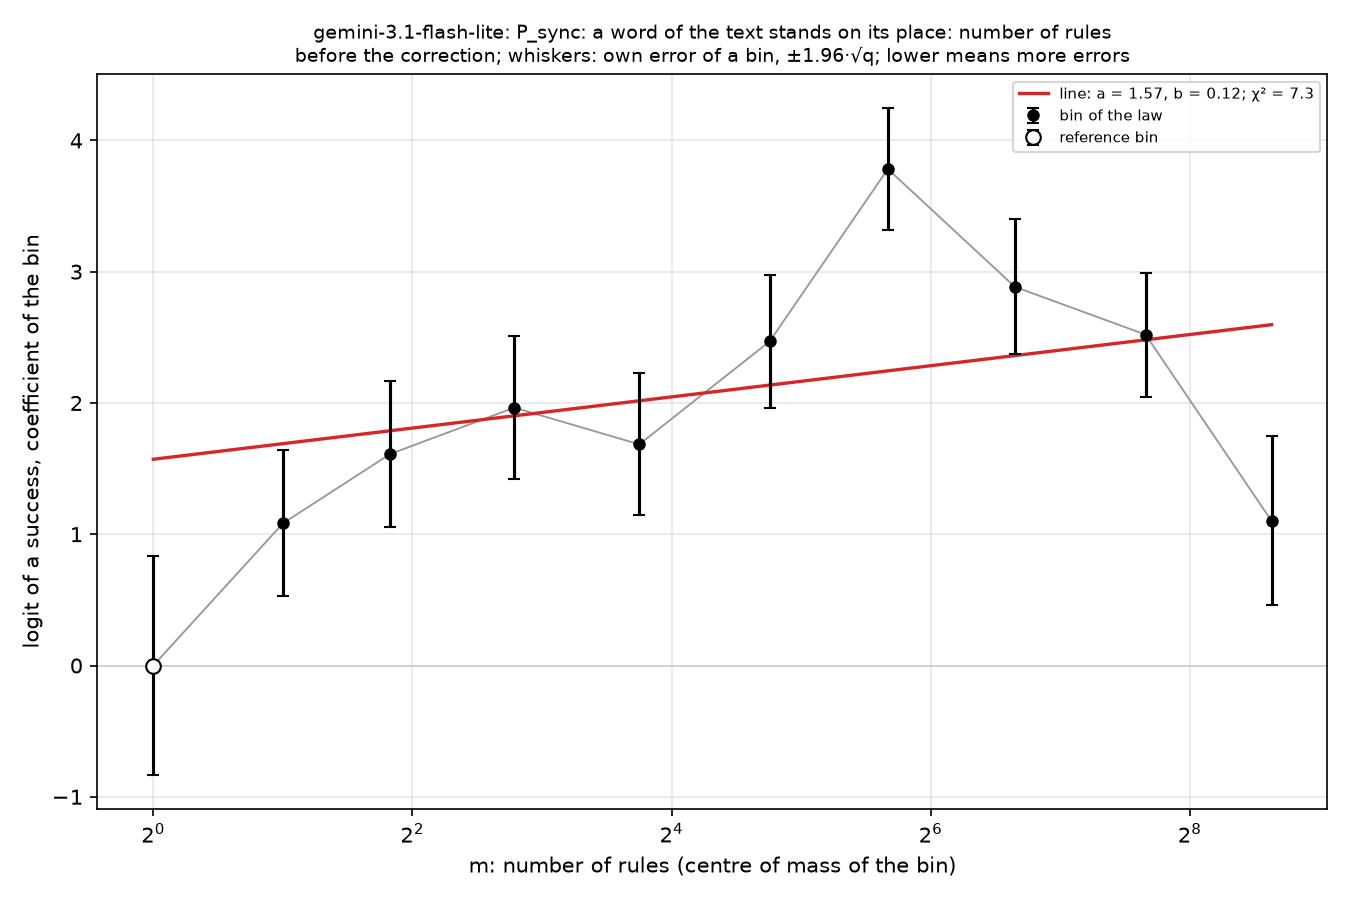 gemini-3.1-flash-lite: P_sync: a word of the text stands on its place: number of rules
before the correction; whiskers: own error of a bin, ±1.96·√q; lower means more errors
line: a = 1.57, b = 0.12; χ² = 7.3
bin of the law
reference bin
logit of a success, coefficient of the bin
4
3
2
1
0
−1
2⁰ 2² 2⁴ 2⁶ 2⁸
m: number of rules (centre of mass of the bin)